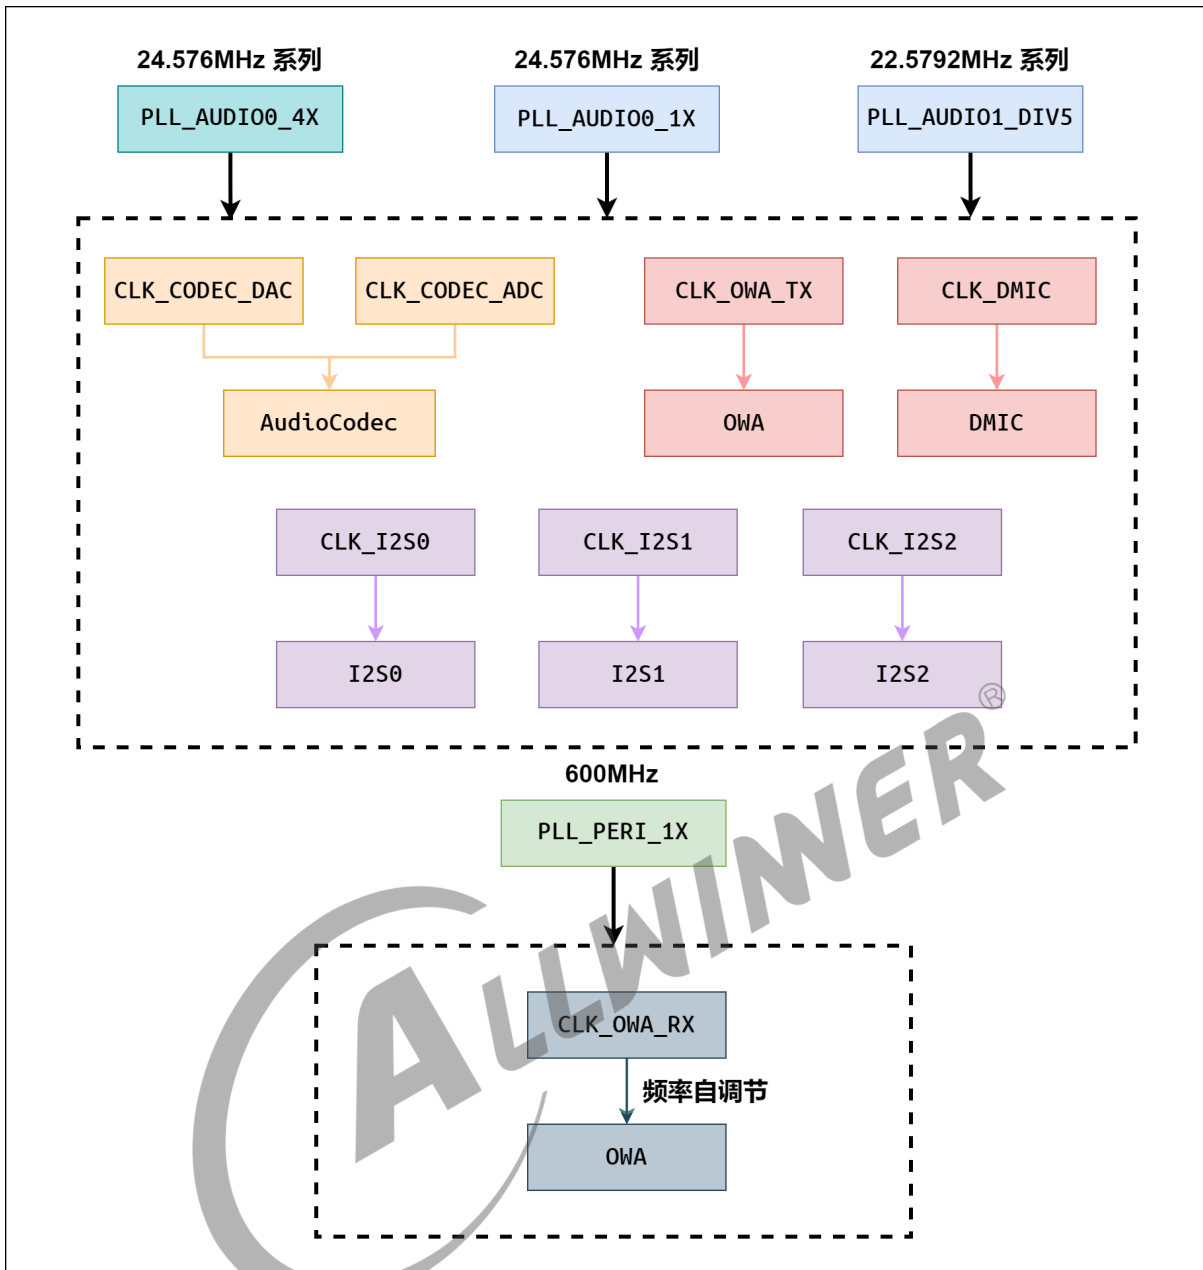 24.576MHz 系列
24.576MHz 系列
22.5792MHz 系列
PLL_AUDIO0_4X
PLL_AUDIO0_1X
PLL_AUDIO1_DIV5
CLK_CODEC_DAC
CLK_CODEC_ADC
CLK_OWA_TX
CLK_DMIC
AudioCodec
OWA
DMIC
CLK_I2S0
CLK_I2S1
CLK_I2S2
I2S0
I2S1
I2S2
600MHz
PLL_PERI_1X
CLK_OWA_RX
频率自调节
OWA
ALLWINNER®